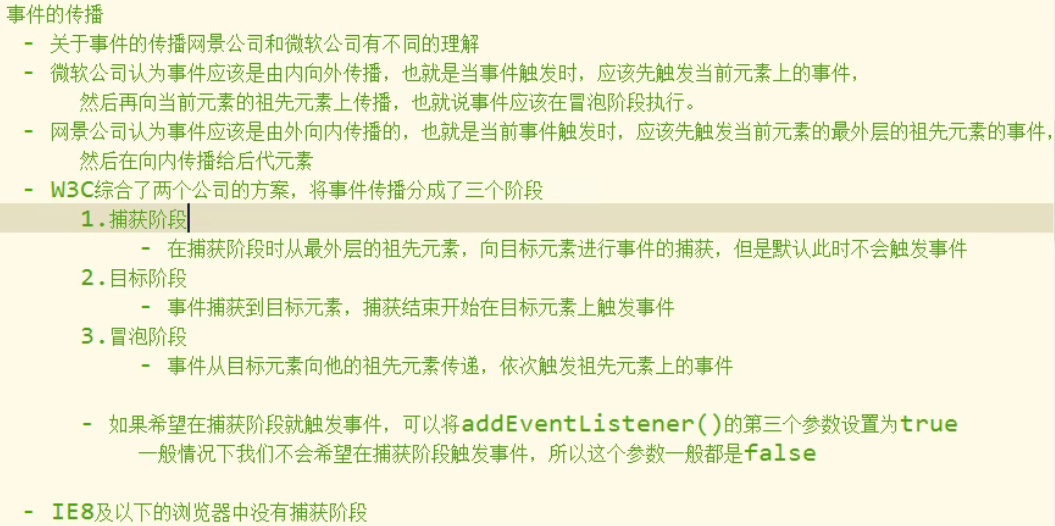 事件的传播
- 关于事件的传播网景公司和微软公司有不同的理解
- 微软公司认为事件应该是由内向外传播，也就是当事件触发时，应该先触发当前元素上的事件，
然后再向当前元素的祖先元素上传播，也就说事件应该在冒泡阶段执行。
- 网景公司认为事件应该是由外向内传播的，也就是当前事件触发时，应该先触发当前元素的最外层的祖先元素的事件，
然后在向内传播给后代元素
- W3C综合了两个公司的方案，将事件传播分成了三个阶段
1.捕获阶段
- 在捕获阶段时从最外层的祖先元素，向目标元素进行事件的捕获，但是默认此时不会触发事件
2.目标阶段
- 事件捕获到目标元素，捕获结束开始在目标元素上触发事件
3.冒泡阶段
- 事件从目标元素向他的祖先元素传递，依次触发祖先元素上的事件
- 如果希望在捕获阶段就触发事件，可以将addEventListener()的第三个参数设置为true
一般情况下我们不会希望在捕获阶段触发事件，所以这个参数一般都是false
- IE8及以下的浏览器中没有捕获阶段